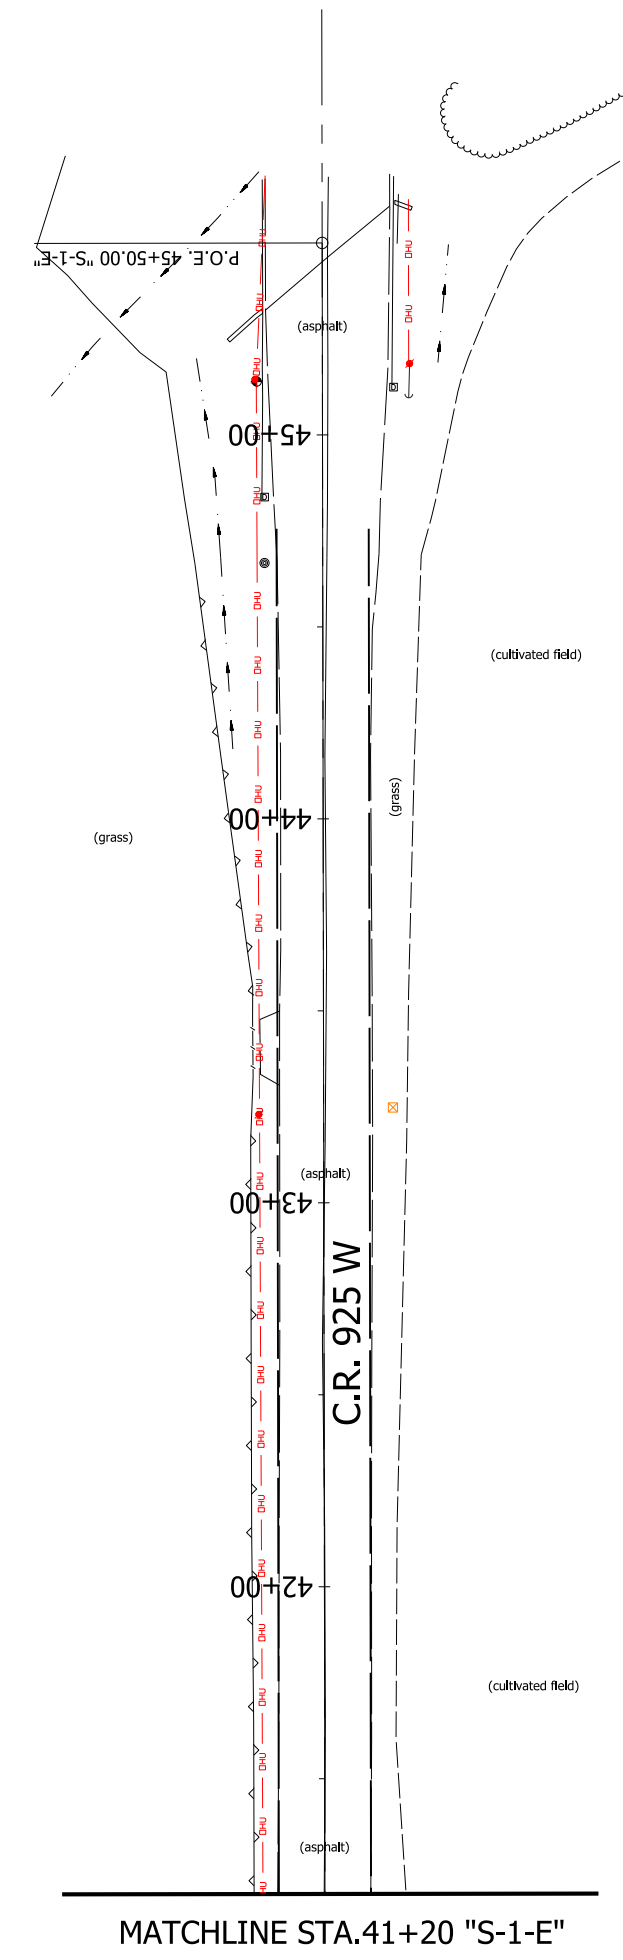 P.O.E. 45+50.00 "S-1-E"
(asphalt)
45+00
(cultivated field)
(grass)
44+00
(grass)
(asphalt)
43+00
C.R. 925 W
42+00
(cultivated field)
(asphalt)
MATCHLINE STA.41+20 "S-1-E"